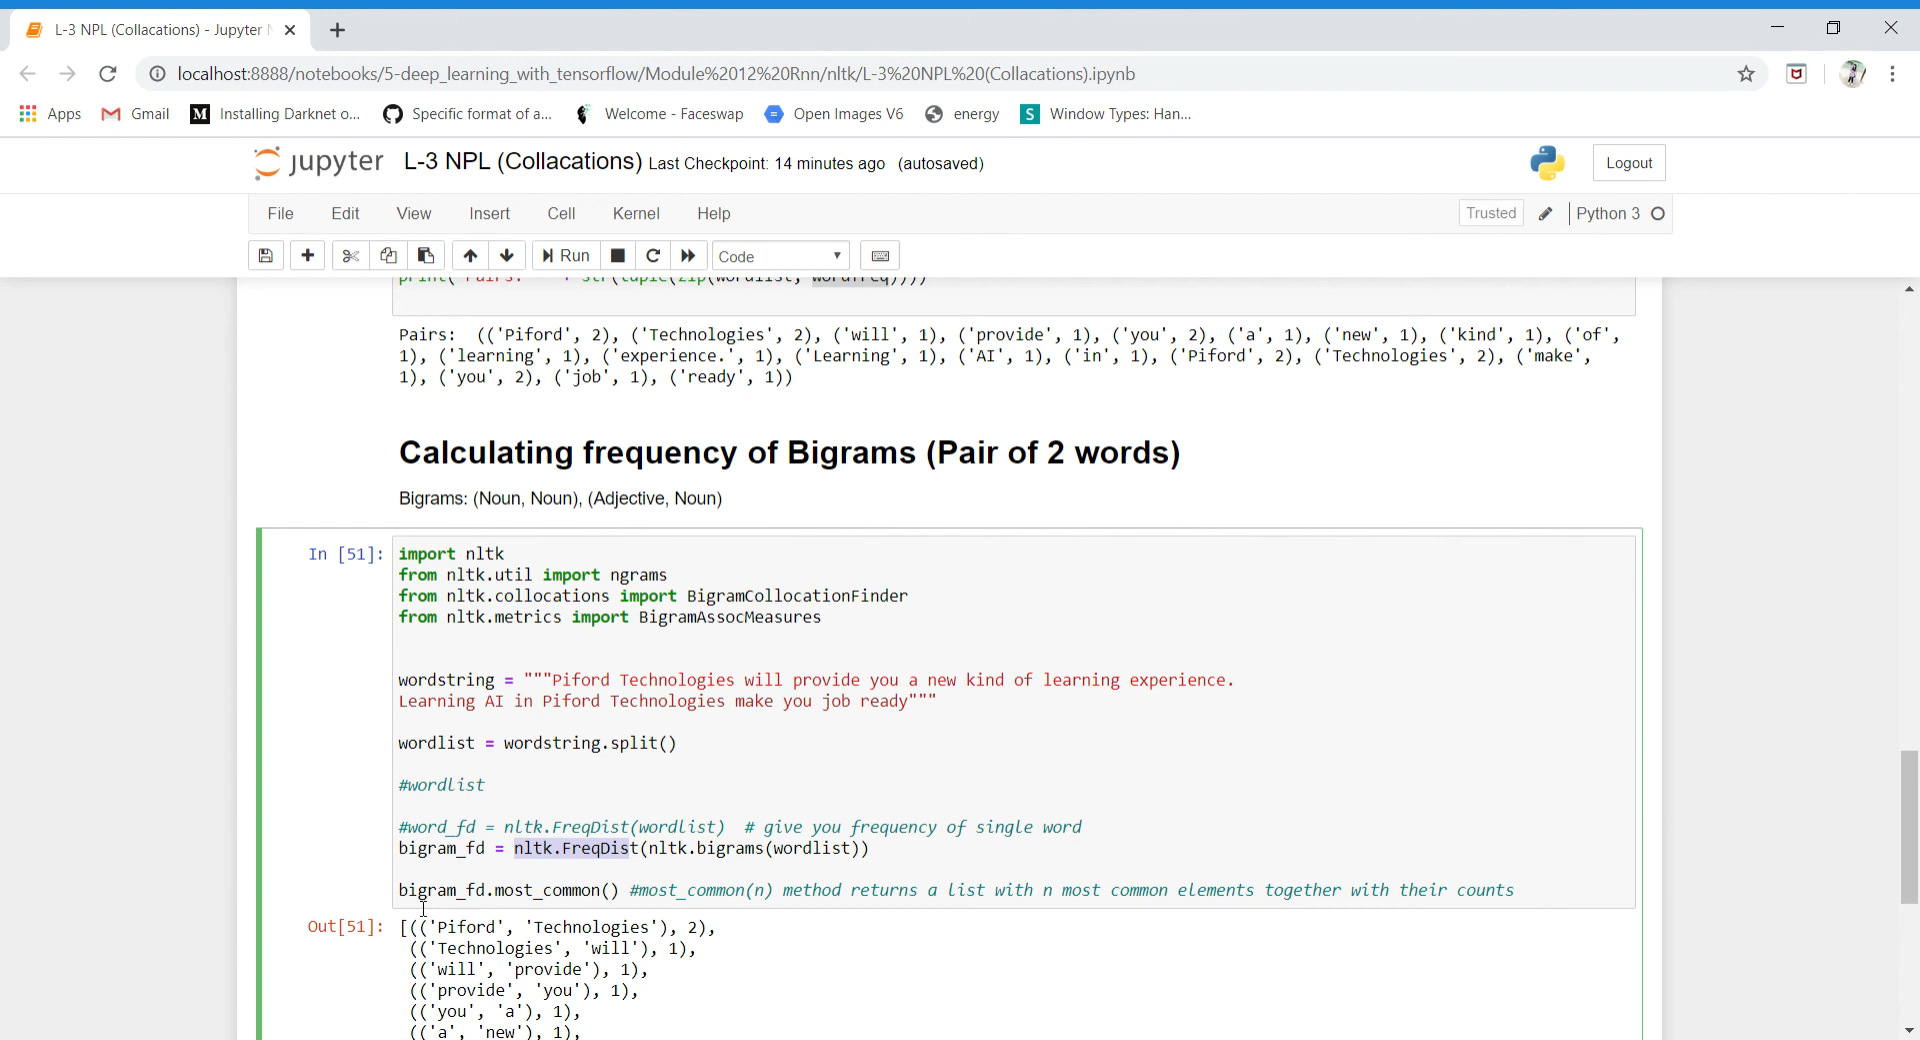 L-3 NPL (Collacations) - Jupyter N
localhost:8888/notebooks/5-deep_learning_with_tensorflow/Module%2012%20Rnn/nltk/L-3%20NPL%20(Collacations).ipynb
Apps Gmail M Installing Darknet o... Specific format of a... Welcome - Faceswap Open Images V6 energy S Window Types: Han...
jupyter L-3 NPL (Collacations) Last Checkpoint: 14 minutes ago (autosaved) Logout
File Edit View Insert Cell Kernel Help Trusted Python 3
Run Code
print("Pairs: " + str(tuple(zip(wordlist, wordfreq))))
Pairs: (('Piford', 2), ('Technologies', 2), ('will', 1), ('provide', 1), ('you', 2), ('a', 1), ('new', 1), ('kind', 1), ('of',
1), ('learning', 1), ('experience.', 1), ('Learning', 1), ('AI', 1), ('in', 1), ('Piford', 2), ('Technologies', 2), ('make',
1), ('you', 2), ('job', 1), ('ready', 1))
Calculating frequency of Bigrams (Pair of 2 words)
Bigrams: (Noun, Noun), (Adjective, Noun)
In [51]: import nltk
from nltk.util import ngrams
from nltk.collocations import BigramCollocationFinder
from nltk.metrics import BigramAssocMeasures
wordstring = """Piford Technologies will provide you a new kind of learning experience.
Learning AI in Piford Technologies make you job ready"""
wordlist = wordstring.split()
#wordlist
#word_fd = nltk.FreqDist(wordlist) # give you frequency of single word
bigram_fd = nltk.FreqDist(nltk.bigrams(wordlist))
bigram_fd.most_common() #most_common(n) method returns a list with n most common elements together with their counts
Out[51]: [(('Piford', 'Technologies'), 2),
(('Technologies', 'will'), 1),
(('will', 'provide'), 1),
(('provide', 'you'), 1),
(('you', 'a'), 1),
(('a', 'new'), 1),